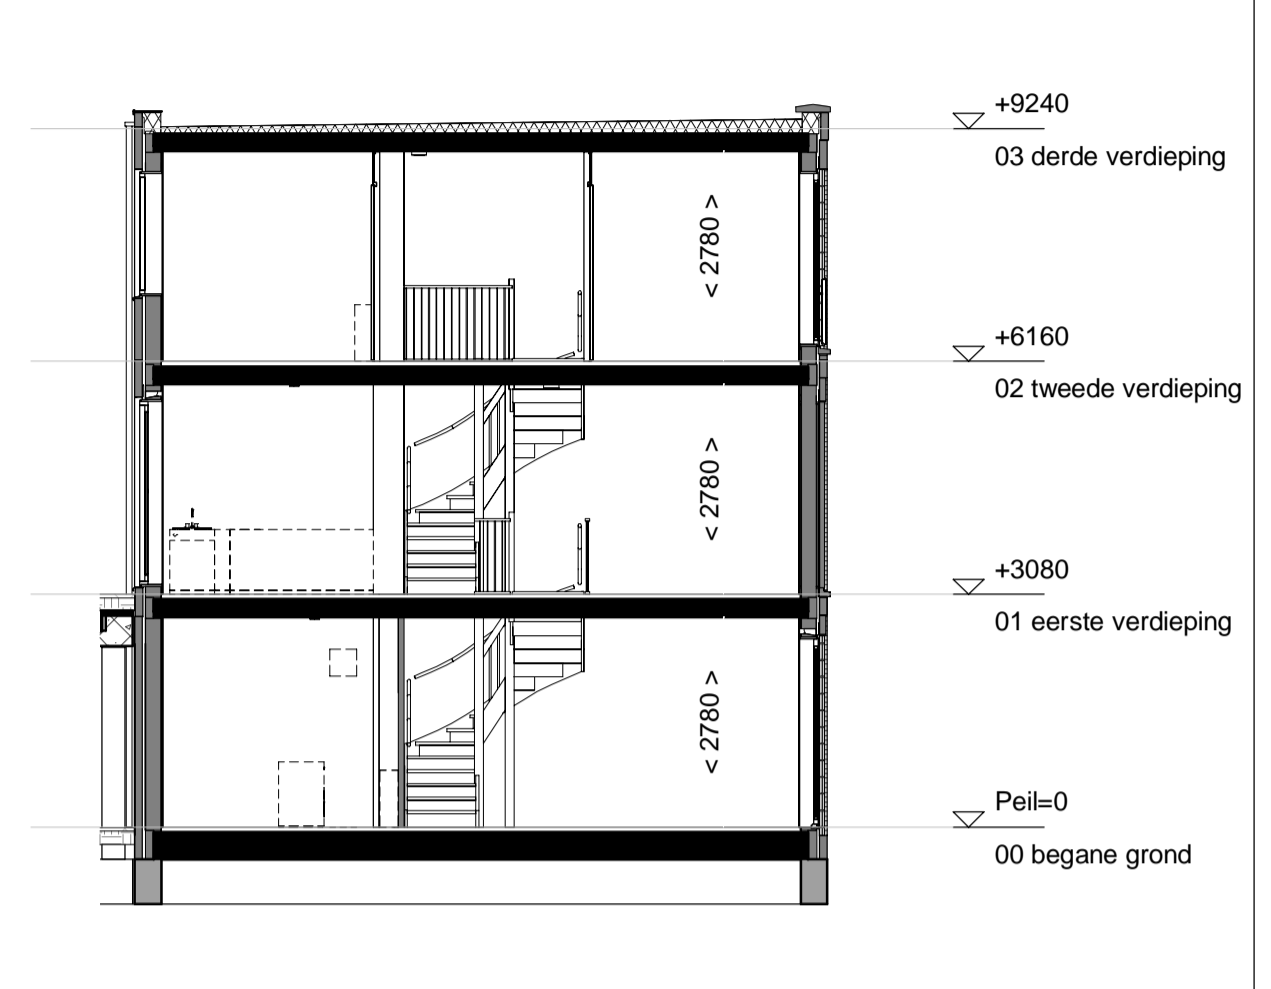 +9240
03 derde verdieping
< 2780 >
+6160
02 tweede verdieping
< 2780 >
+3080
01 eerste verdieping
< 2780 >
Peil=0
00 begane grond